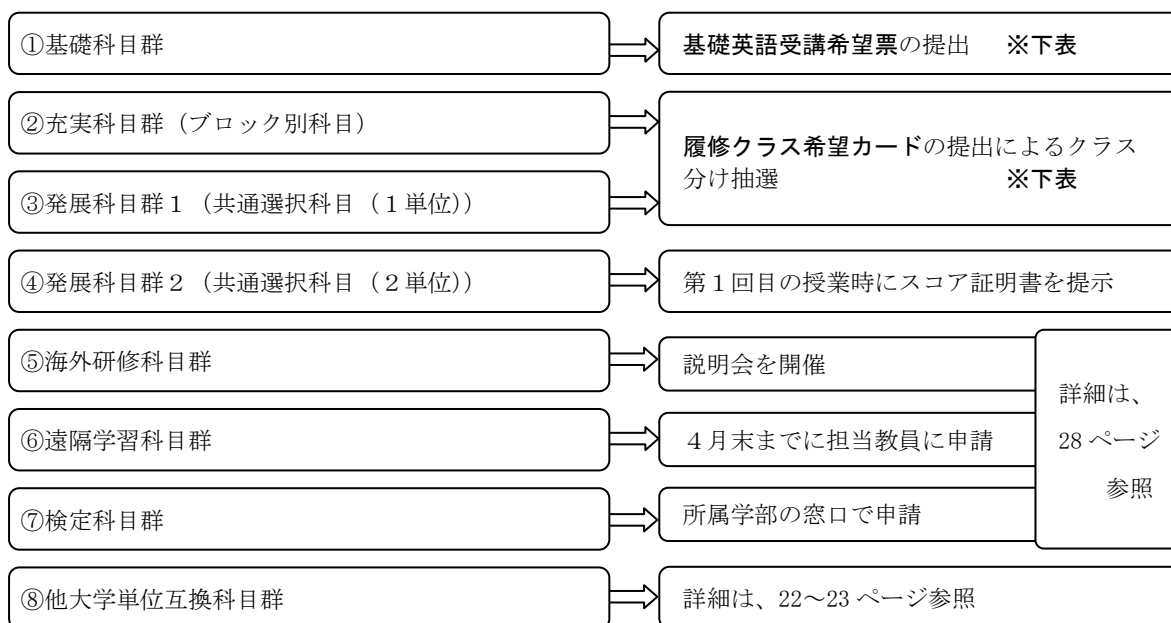 ①基礎科目群
基礎英語受講希望票の提出　※下表
②充実科目群（ブロック別科目）
履修クラス希望カードの提出によるクラス
分け抽選　※下表
③発展科目群１（共通選択科目（１単位））
④発展科目群２（共通選択科目（２単位））
第１回目の授業時にスコア証明書を提示
⑤海外研修科目群
説明会を開催
⑥遠隔学習科目群
４月末までに担当教員に申請
⑦検定科目群
所属学部の窓口で申請
詳細は、
28 ページ
参照
⑧他大学単位互換科目群
詳細は、22～23 ページ参照